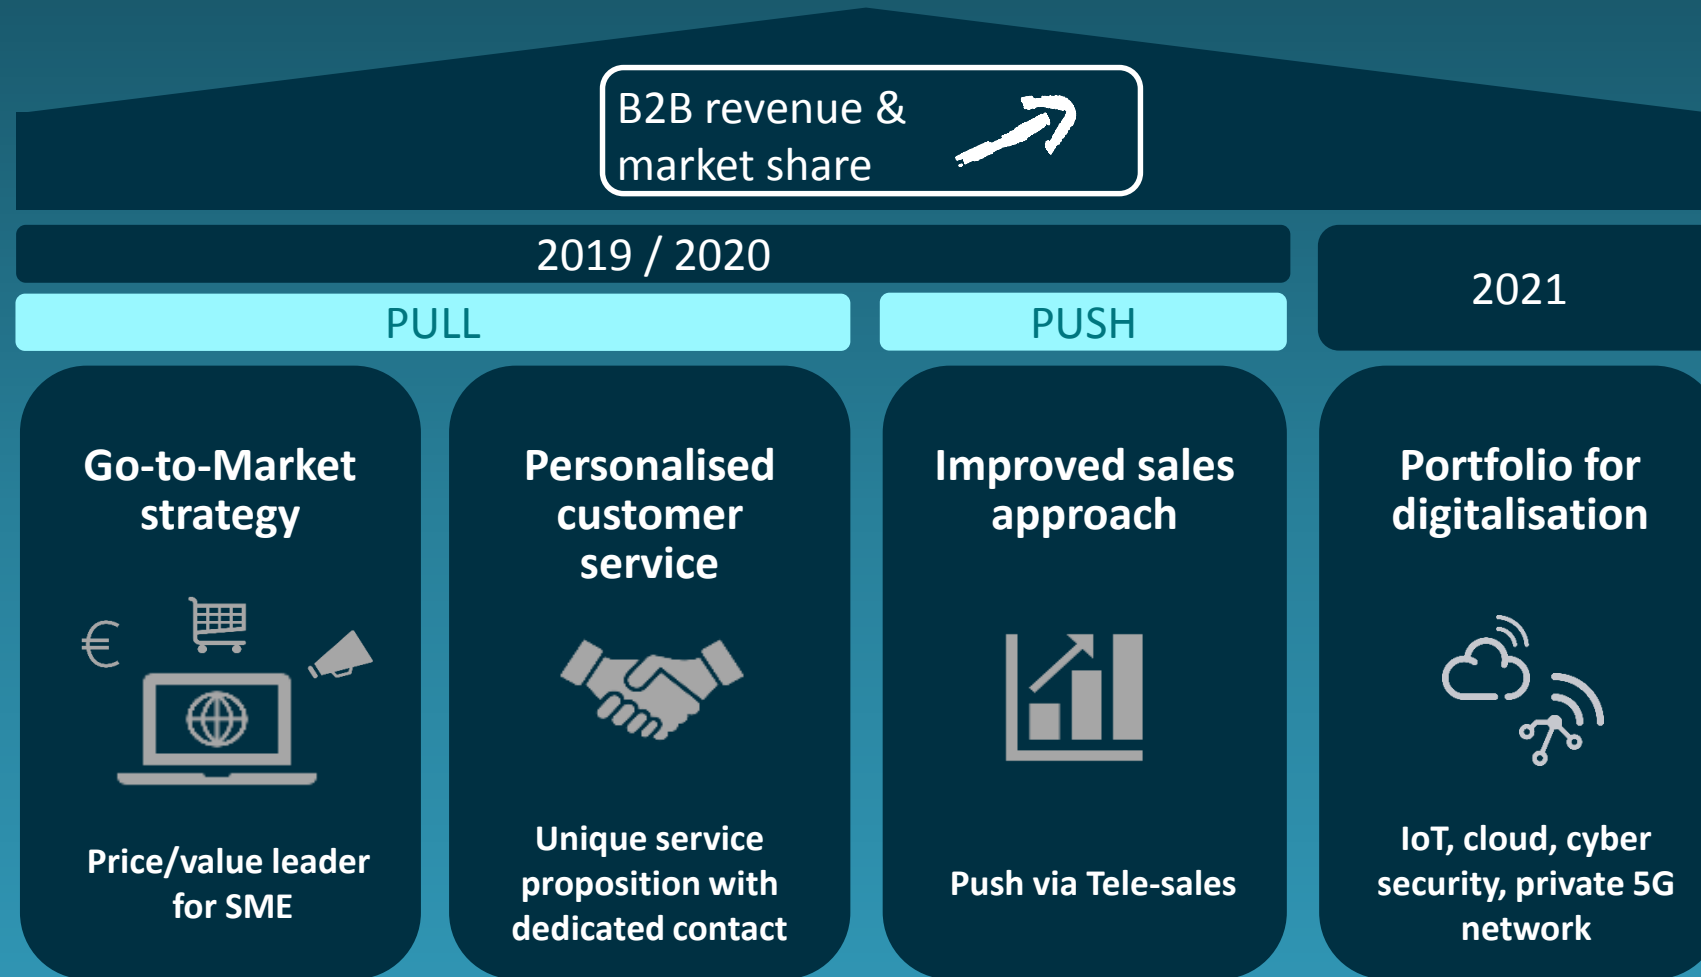 B2B revenue &
market share
2019 / 2020
2021
PULL
PUSH
Go-to-Market
strategy
Personalised
customer
service
Improved sales
approach
Portfolio for
digitalisation
€
Price/value leader
for SME
Unique service
proposition with
dedicated contact
Push via Tele-sales
IoT, cloud, cyber
security, private 5G
network